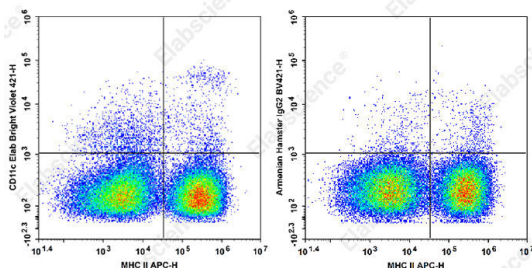 10^6
10^6
10^5
10^5
10^4
10^4
10^3
10^3
10^2
10^2
-10^2.3
-10^2.3
CD11c Elab Bright Violet 421-H
Armenian Hamster IgG2 BV421-H
10^1.4 10^3 10^4 10^5 10^6 10^7
10^1.4 10^3 10^4 10^5 10^6 10^7
MHC II APC-H
MHC II APC-H
Elabscience®
Elabscience®